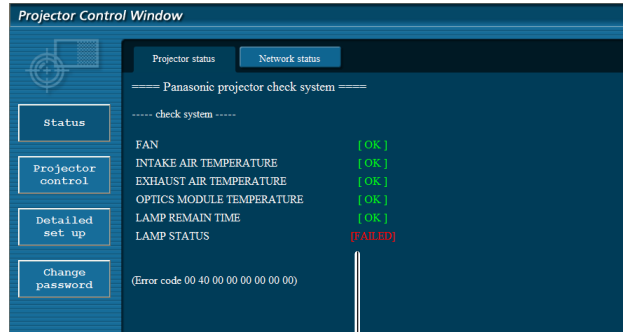 Projector Control Window
Projector status
Network status
==== Panasonic projector check system ====
----- check system -----
Status
FAN [ OK ]
INTAKE AIR TEMPERATURE [ OK ]
EXHAUST AIR TEMPERATURE [ OK ]
OPTICS MODULE TEMPERATURE [ OK ]
LAMP REMAIN TIME [ OK ]
LAMP STATUS [FAILED]
Projector
control
Detailed
set up
Change
password
(Error code 00 40 00 00 00 00 00 00)